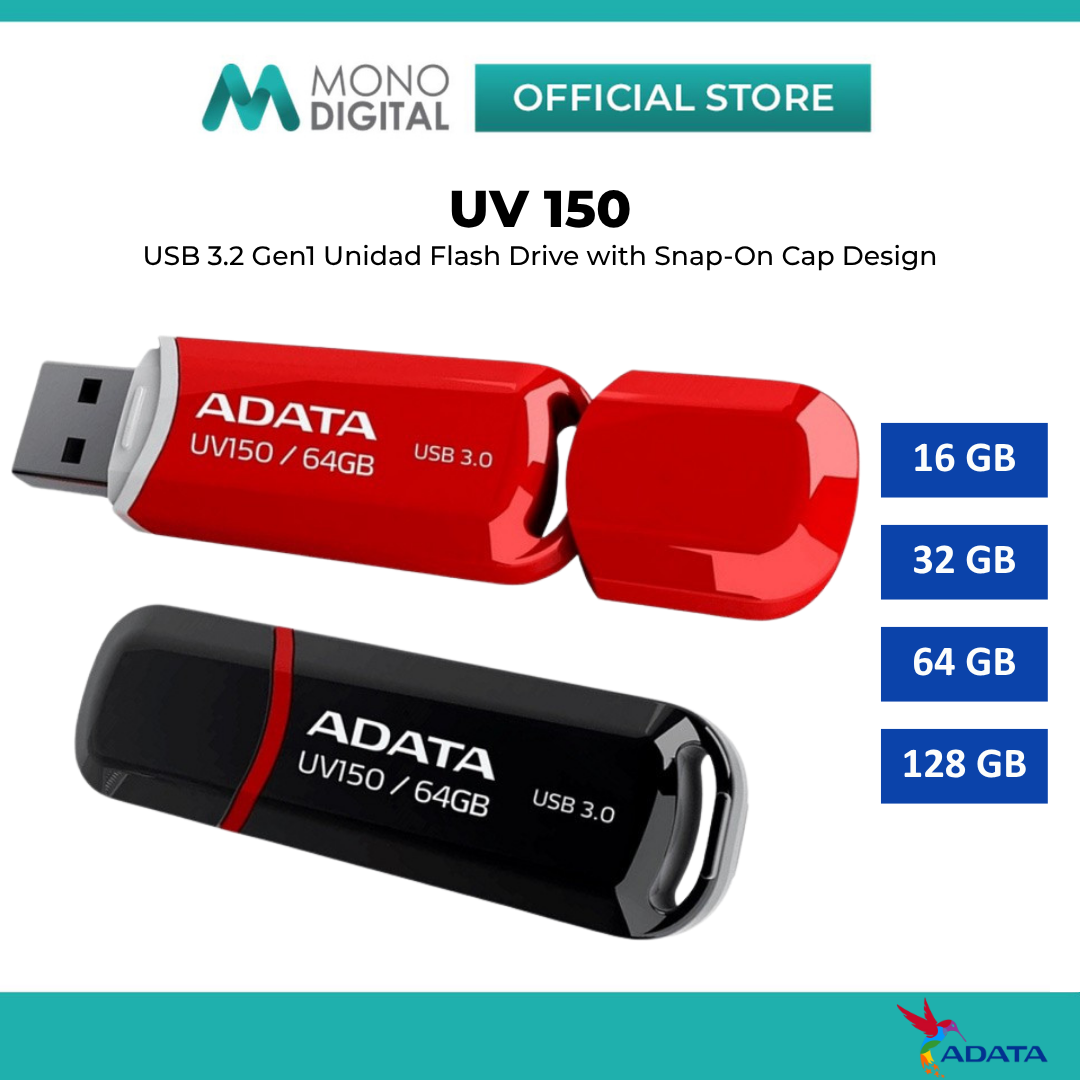 MONO
DIGITAL
OFFICIAL STORE
UV 150
USB 3.2 Gen1 Unidad Flash Drive with Snap-On Cap Design
ADATA
UV150 / 64GB
USB 3.0
16 GB
32 GB
64 GB
128 GB
ADATA
UV150 / 64GB
USB 3.0
ADATA